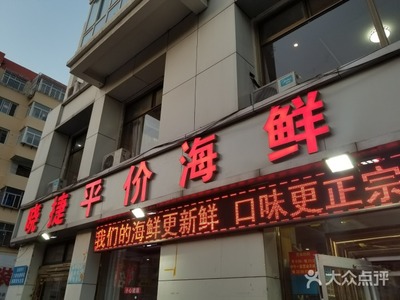 晓捷平价海鲜
我们的海鲜更新鲜 口味更正宗
大众点评